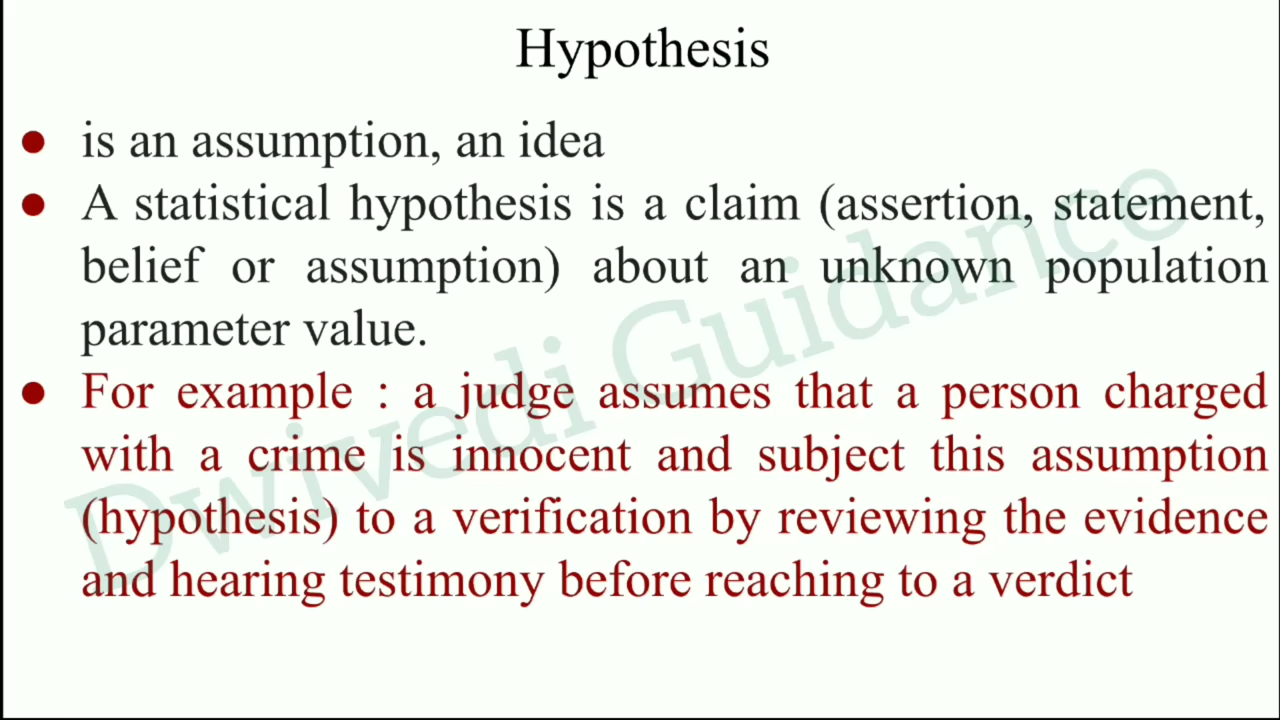 Hypothesis
● is an assumption, an idea
● A statistical hypothesis is a claim (assertion, statement,
belief or assumption) about an unknown population
parameter value.
● For example : a judge assumes that a person charged
with a crime is innocent and subject this assumption
(hypothesis) to a verification by reviewing the evidence
and hearing testimony before reaching to a verdict
Dwivedi Guidance